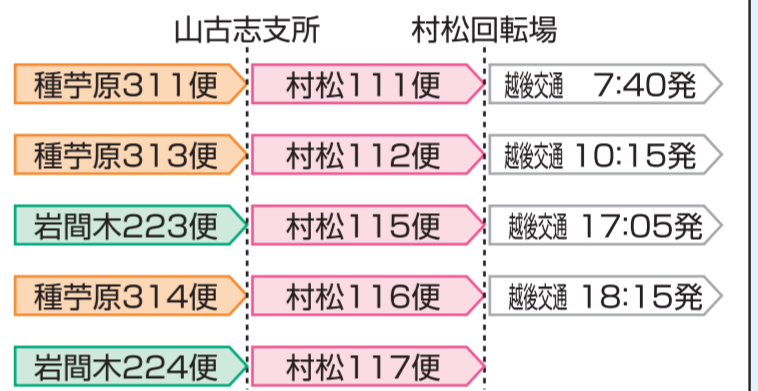 山古志支所 村松回転場
種苧原311便 村松111便 越後交通 7:40発
種苧原313便 村松112便 越後交通 10:15発
岩間木223便 村松115便 越後交通 17:05発
種苧原314便 村松116便 越後交通 18:15発
岩間木224便 村松117便